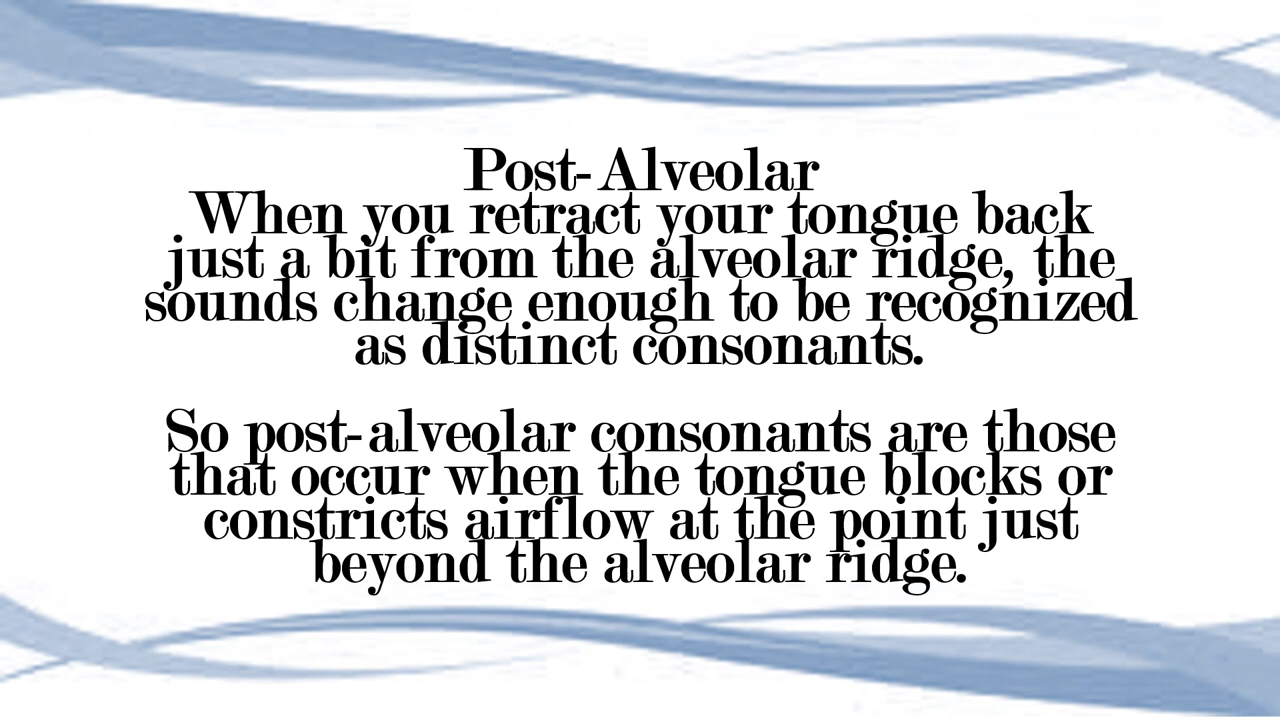 Post-Alveolar
When you retract your tongue back
just a bit from the alveolar ridge, the
sounds change enough to be recognized
as distinct consonants.
So post-alveolar consonants are those
that occur when the tongue blocks or
constricts airflow at the point just
beyond the alveolar ridge.